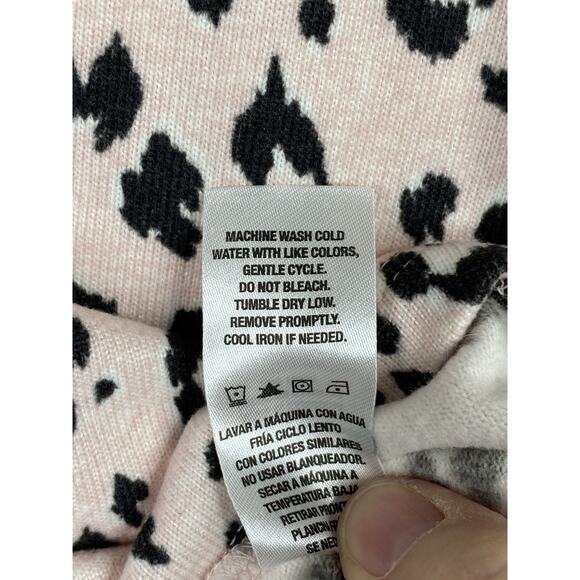 MACHINE WASH COLD
WATER WITH LIKE COLORS,
GENTLE CYCLE.
DO NOT BLEACH.
TUMBLE DRY LOW.
REMOVE PROMPTLY.
COOL IRON IF NEEDED.
LAVAR A MÁQUINA CON AGUA
FRÍA CICLO LENTO
CON COLORES SIMILARES
NO USAR BLANQUEADOR.
SECAR A MÁQUINA A
TEMPERATURA BAJA
RETIRAR
SE